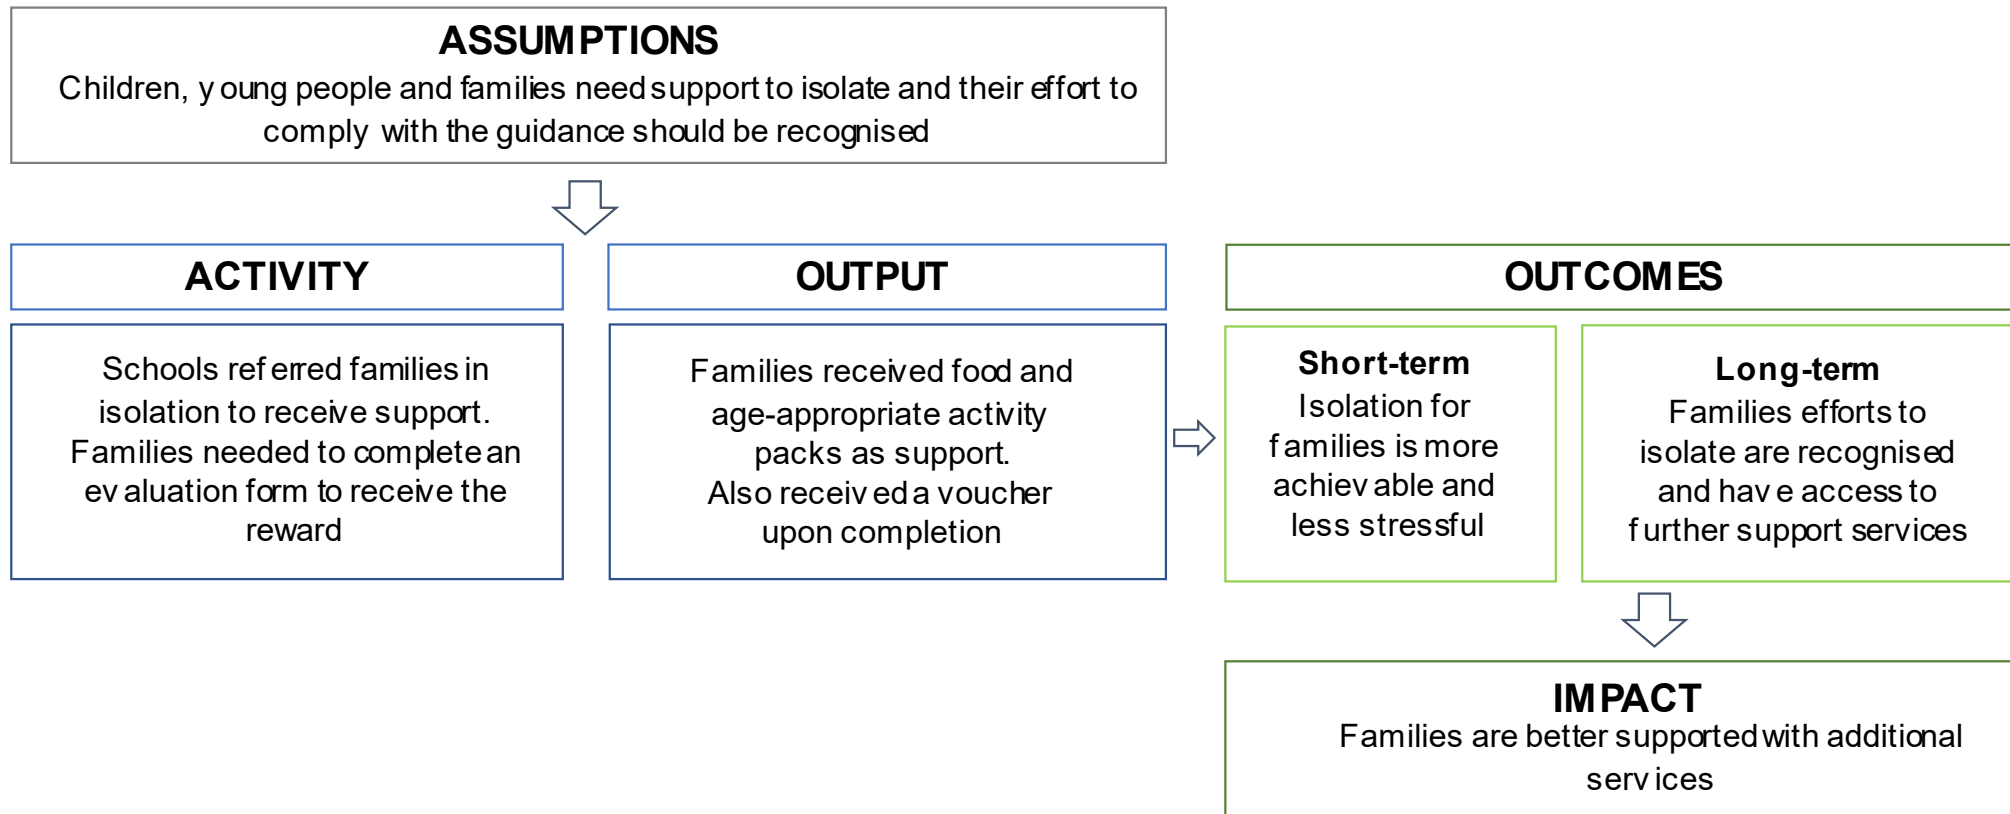 ASSUMPTIONS
Children, young people and families need support to isolate and their effort to
comply with the guidance should be recognised
ACTIVITY
Schools referred families in
isolation to receive support.
Families needed to complete an
evaluation form to receive the
reward
OUTPUT
Families received food and
age-appropriate activity
packs as support.
Also received a voucher
upon completion
OUTCOMES
Short-term
Isolation for
families is more
achievable and
less stressful
Long-term
Families efforts to
isolate are recognised
and have access to
further support services
IMPACT
Families are better supported with additional
services